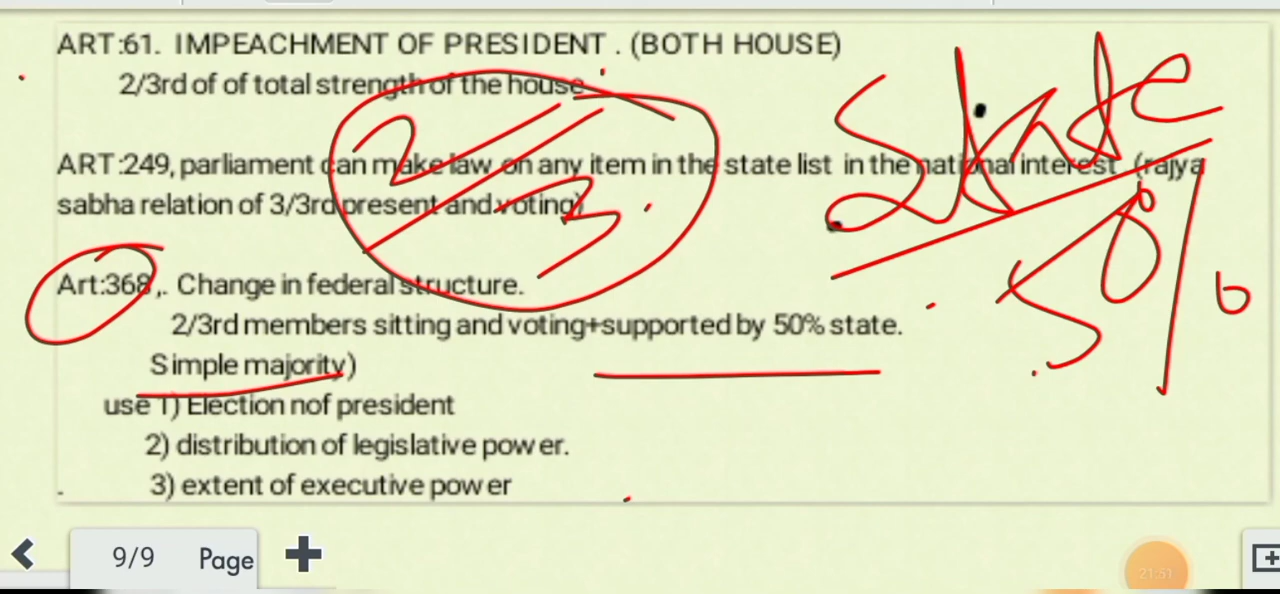 ART:61. IMPEACHMENT OF PRESIDENT . (BOTH HOUSE)
2/3rd of of total strength of the house
ART:249, parliament can make law on any item in the state list in the national interest (rajya
sabha relation of 3/3rd present and voting)
Art:368,. Change in federal structure.
2/3rd members sitting and voting+supported by 50% state.
Simple majority)
use 1) Election nof president
2) distribution of legislative power.
3) extent of executive power
2/3
State
50%
9/9 Page
21:51